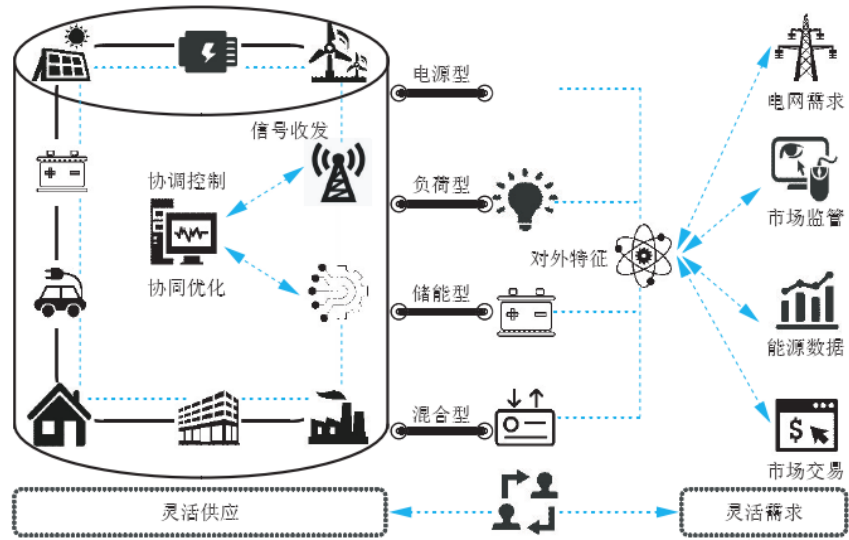 电源型
电网需求
信号收发
协调控制
负荷型
市场监管
对外特征
协同优化
储能型
能源数据
混合型
市场交易
灵活供应
灵活需求